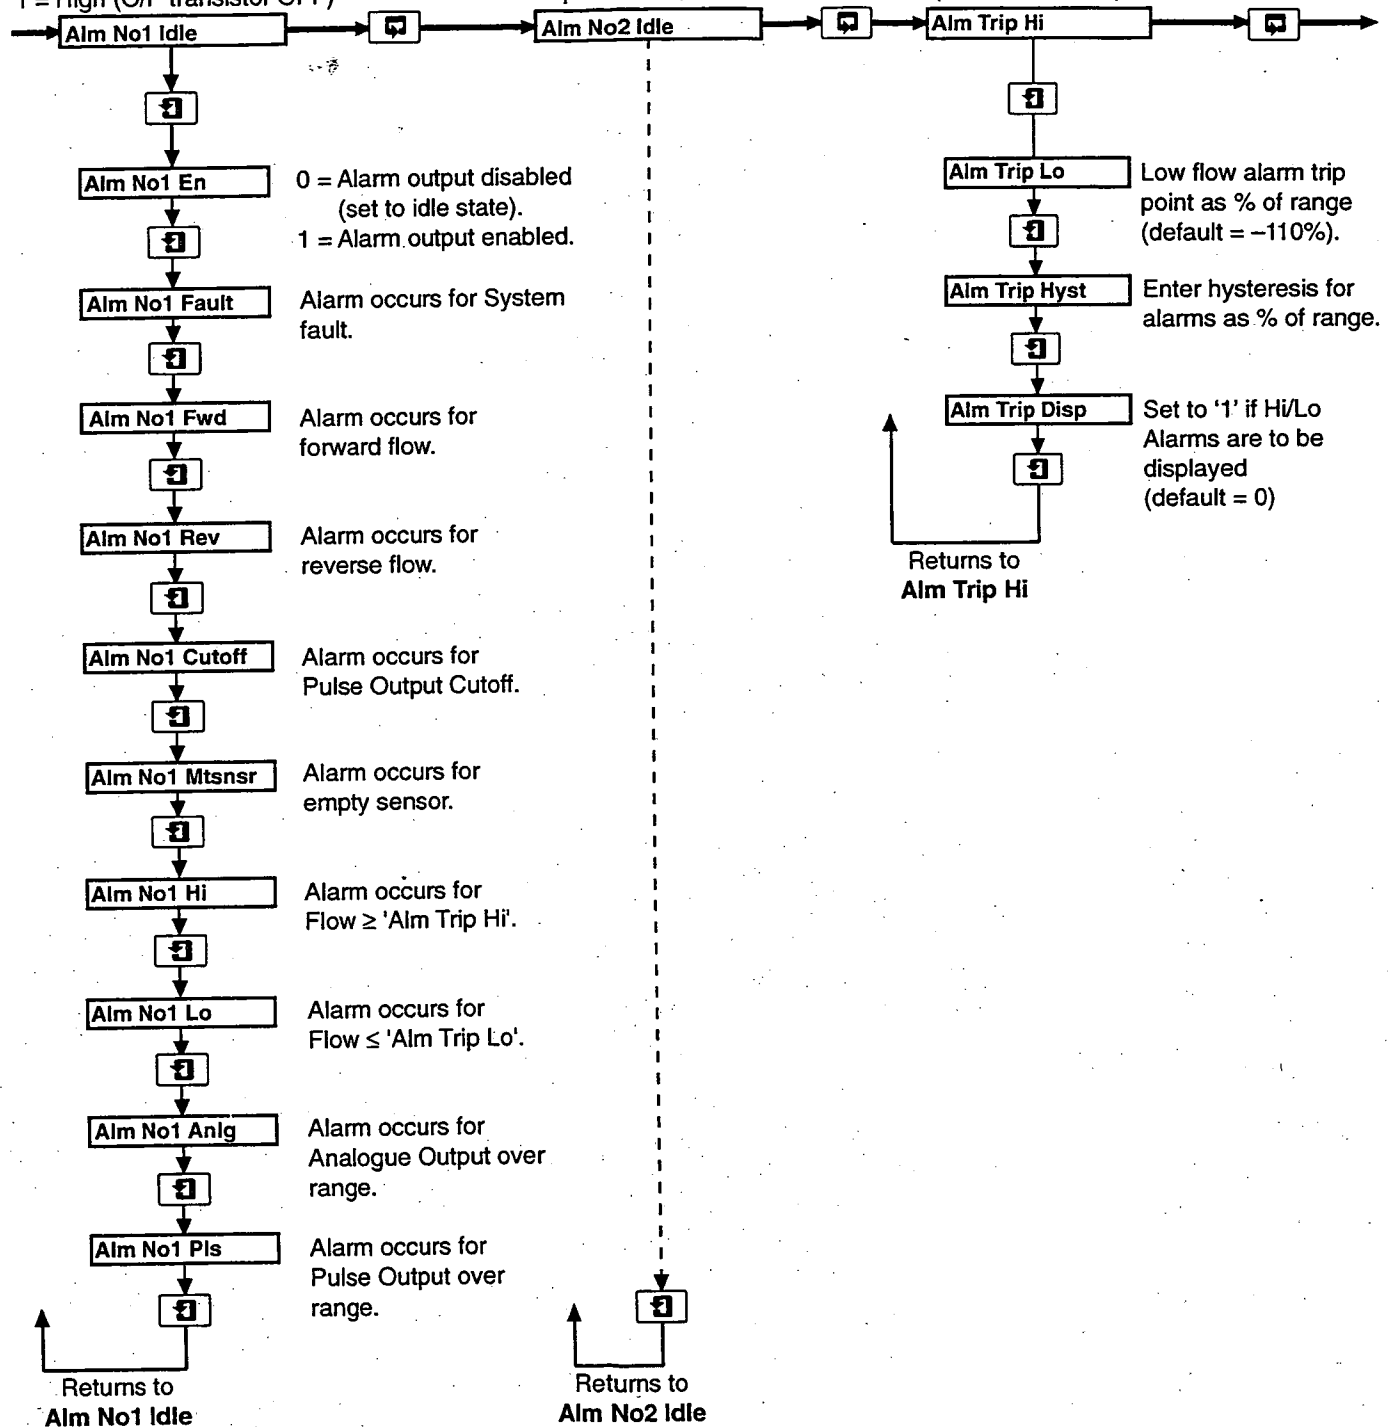 1 = High (O/P transistor OFF)
Alm No1 Idle
Alm No2 Idle
Alm Trip Hi
Alm No1 En
0 = Alarm output disabled
(set to idle state).
1 = Alarm output enabled.
Alm No1 Fault
Alarm occurs for System
fault.
Alm No1 Fwd
Alarm occurs for
forward flow.
Alm No1 Rev
Alarm occurs for
reverse flow.
Alm No1 Cutoff
Alarm occurs for
Pulse Output Cutoff.
Alm No1 Mtsnsr
Alarm occurs for
empty sensor.
Alm No1 Hi
Alarm occurs for
Flow ≥ 'Alm Trip Hi'.
Alm No1 Lo
Alarm occurs for
Flow ≤ 'Alm Trip Lo'.
Alm No1 Anlg
Alarm occurs for
Analogue Output over
range.
Alm No1 Pls
Alarm occurs for
Pulse Output over
range.
Returns to
Alm No1 Idle
Returns to
Alm No2 Idle
Alm Trip Lo
Low flow alarm trip
point as % of range
(default = –110%).
Alm Trip Hyst
Enter hysteresis for
alarms as % of range.
Alm Trip Disp
Set to ‘1’ if Hi/Lo
Alarms are to be
displayed
(default = 0)
Returns to
Alm Trip Hi